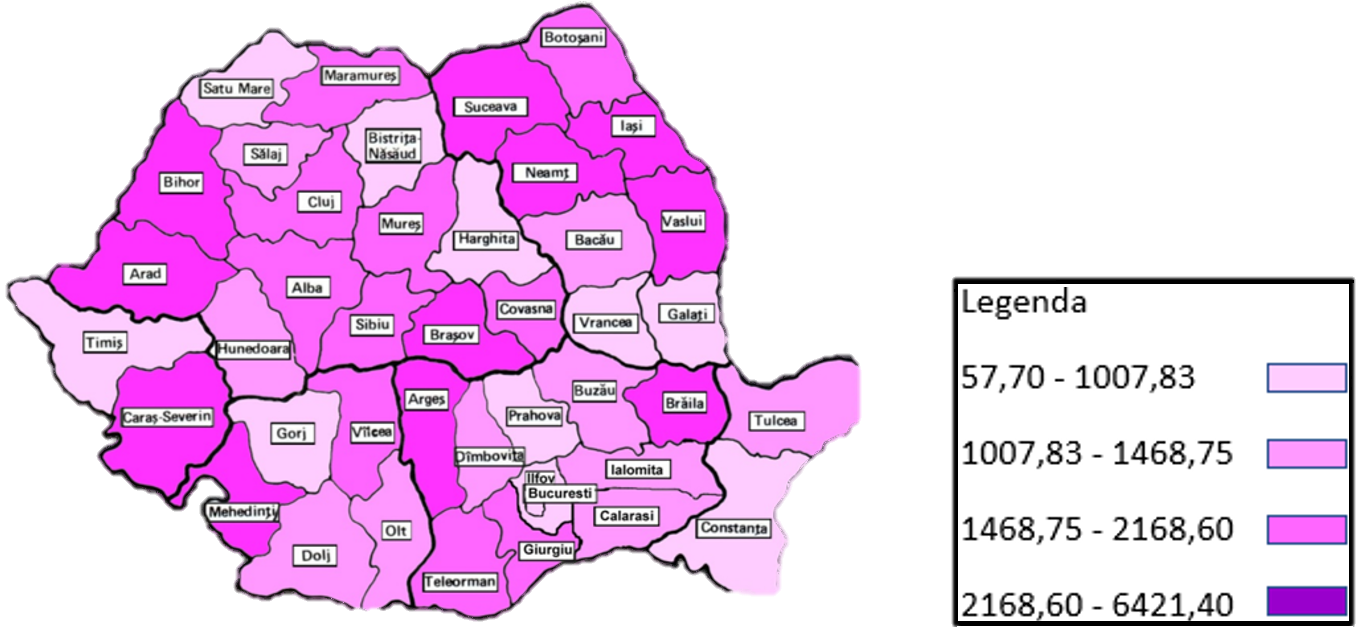 Botoșani
Maramureș
Satu Mare
Suceava
Iași
Bistrița-
Năsăud
Sălaj
Neamț
Bihor
Cluj
Mureș
Vaslui
Harghita
Bacău
Arad
Alba
Covasna
Galați
Vrancea
Sibiu
Brașov
Timiș
Hunedoara
Buzău
Argeș
Brăila
Prahova
Caraș-Severin
Tulcea
Gorj
Vîlcea
Dîmbovița
Ialomita
Ilfov
Bucuresti
Mehedinți
Calarasi
Constanța
Olt
Dolj
Giurgiu
Teleorman
Legenda
57,70 - 1007,83
1007,83 - 1468,75
1468,75 - 2168,60
2168,60 - 6421,40